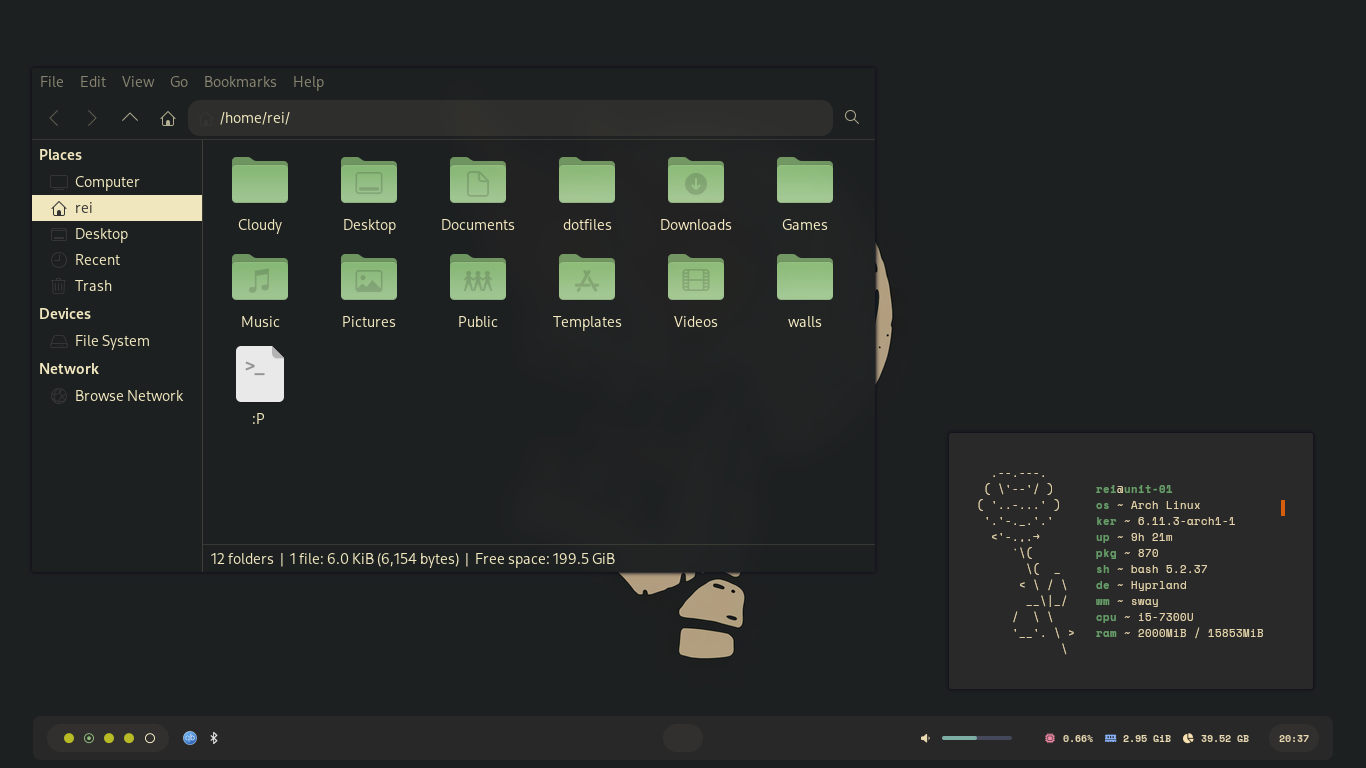 File Edit View Go Bookmarks Help
/home/rei/
Places
Computer
rei
Desktop
Recent
Trash
Devices
File System
Network
Browse Network
Cloudy Desktop Documents dotfiles Downloads Games
Music Pictures Public Templates Videos walls
>_
:P
12 folders | 1 file: 6.0 KiB (6,154 bytes) | Free space: 199.5 GiB
rei@unit-01
os ~ Arch Linux
ker ~ 6.11.3-arch1-1
up ~ 9h 21m
pkg ~ 870
sh ~ bash 5.2.37
de ~ Hyprland
wm ~ sway
cpu ~ i5-7300U
ram ~ 2000MiB / 15853MiB
0.66% 2.95 GiB 39.52 GB 20:37